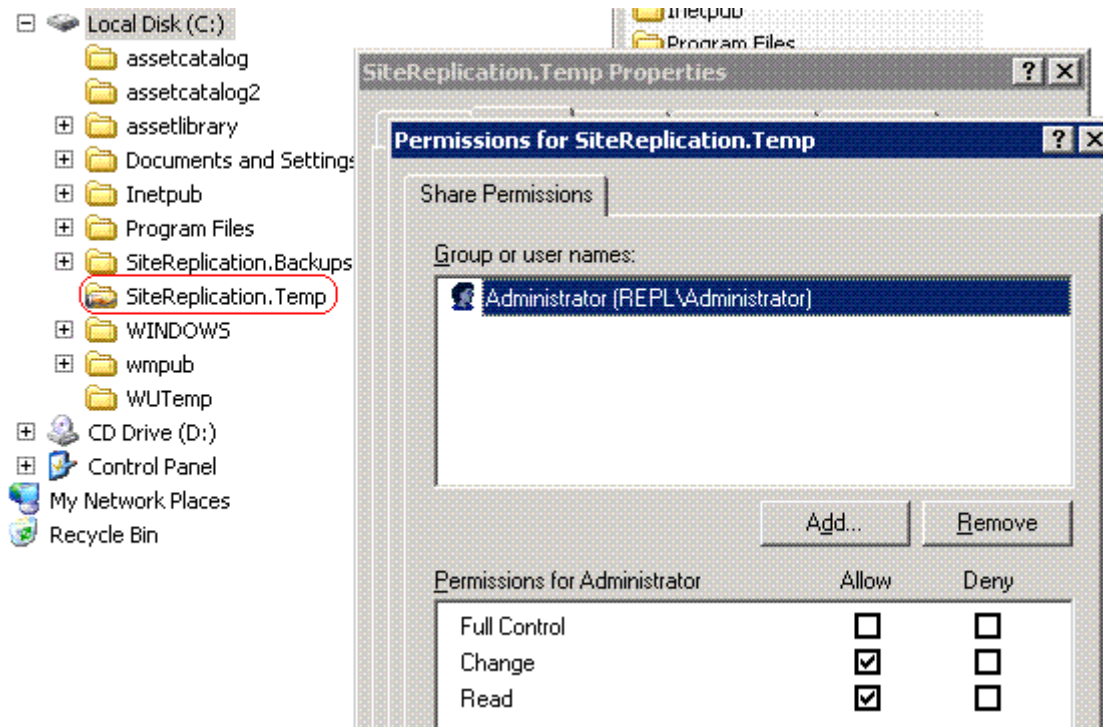 Local Disk (C:)
assetcatalog
assetcatalog2
assetlibrary
Documents and Settings
Inetpub
Program Files
SiteReplication.Backups
SiteReplication.Temp
WINDOWS
wmpub
WUTemp
CD Drive (D:)
Control Panel
My Network Places
Recycle Bin
Inetpub
Program Files
SiteReplication.Temp Properties
Permissions for SiteReplication.Temp
Share Permissions
Group or user names:
Administrator (REPL\Administrator)
Add... Remove
Permissions for Administrator Allow Deny
Full Control
Change
Read